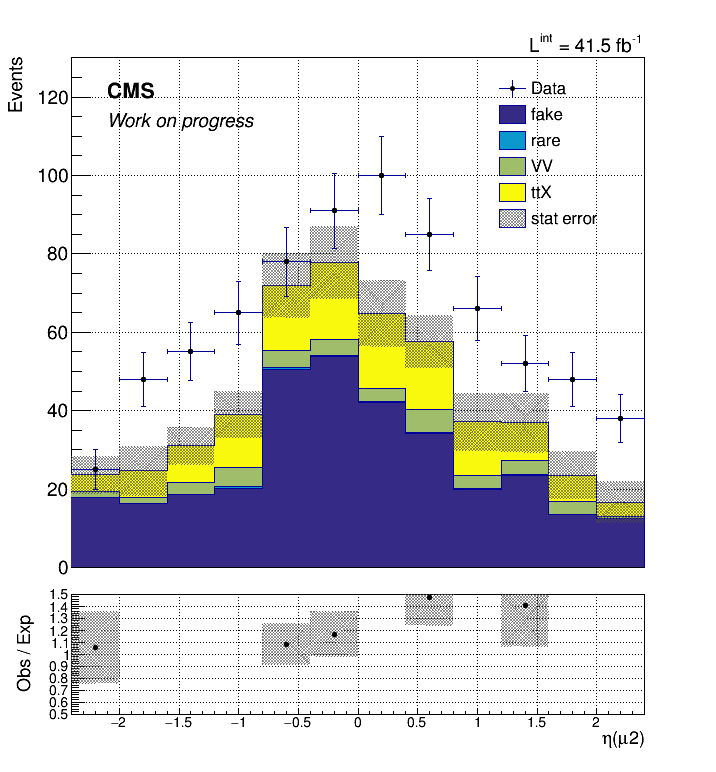 L^int = 41.5 fb^-1
Events
CMS
Work on progress
Data
fake
rare
VV
ttX
stat error
120
100
80
60
40
20
0
Obs / Exp
1.5
1.4
1.3
1.2
1.1
1
0.9
0.8
0.7
0.6
0.5
−2 −1.5 −1 −0.5 0 0.5 1 1.5 2
η(μ2)